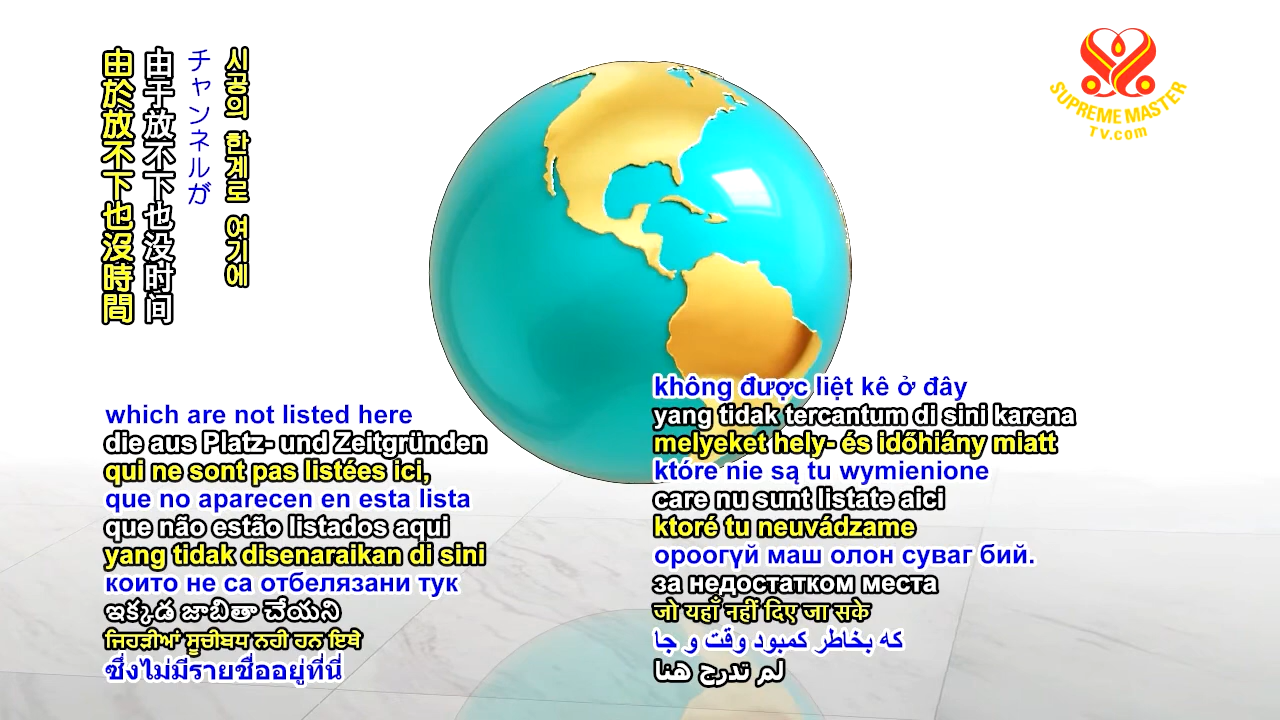 由於放不下也沒時間
由于放不下也没时间
チャンネルが
시공의 한계로 여기에
SUPREME MASTER
TV.com
which are not listed here
die aus Platz- und Zeitgründen
qui ne sont pas listées ici,
que no aparecen en esta lista
que não estão listados aqui
yang tidak disenaraikan di sini
които не са отбелязани тук
ఇక్కడ జాబితా చేయని
ਜਿਹੜੀਆਂ ਸੂਚੀਬਧ ਨਹੀ ਹਨ ਇਥੇ
ซึ่งไม่มีรายชื่ออยู่ที่นี่
không được liệt kê ở đây
yang tidak tercantum di sini karena
melyeket hely- és időhiány miatt
które nie są tu wymienione
care nu sunt listate aici
ktoré tu neuvádzame
ороогүй маш олон суваг бий.
за недостатком места
जो यहाँ नहीं दिए जा सके
که بخاطر کمبود وقت و جا
لم تدرج هنا